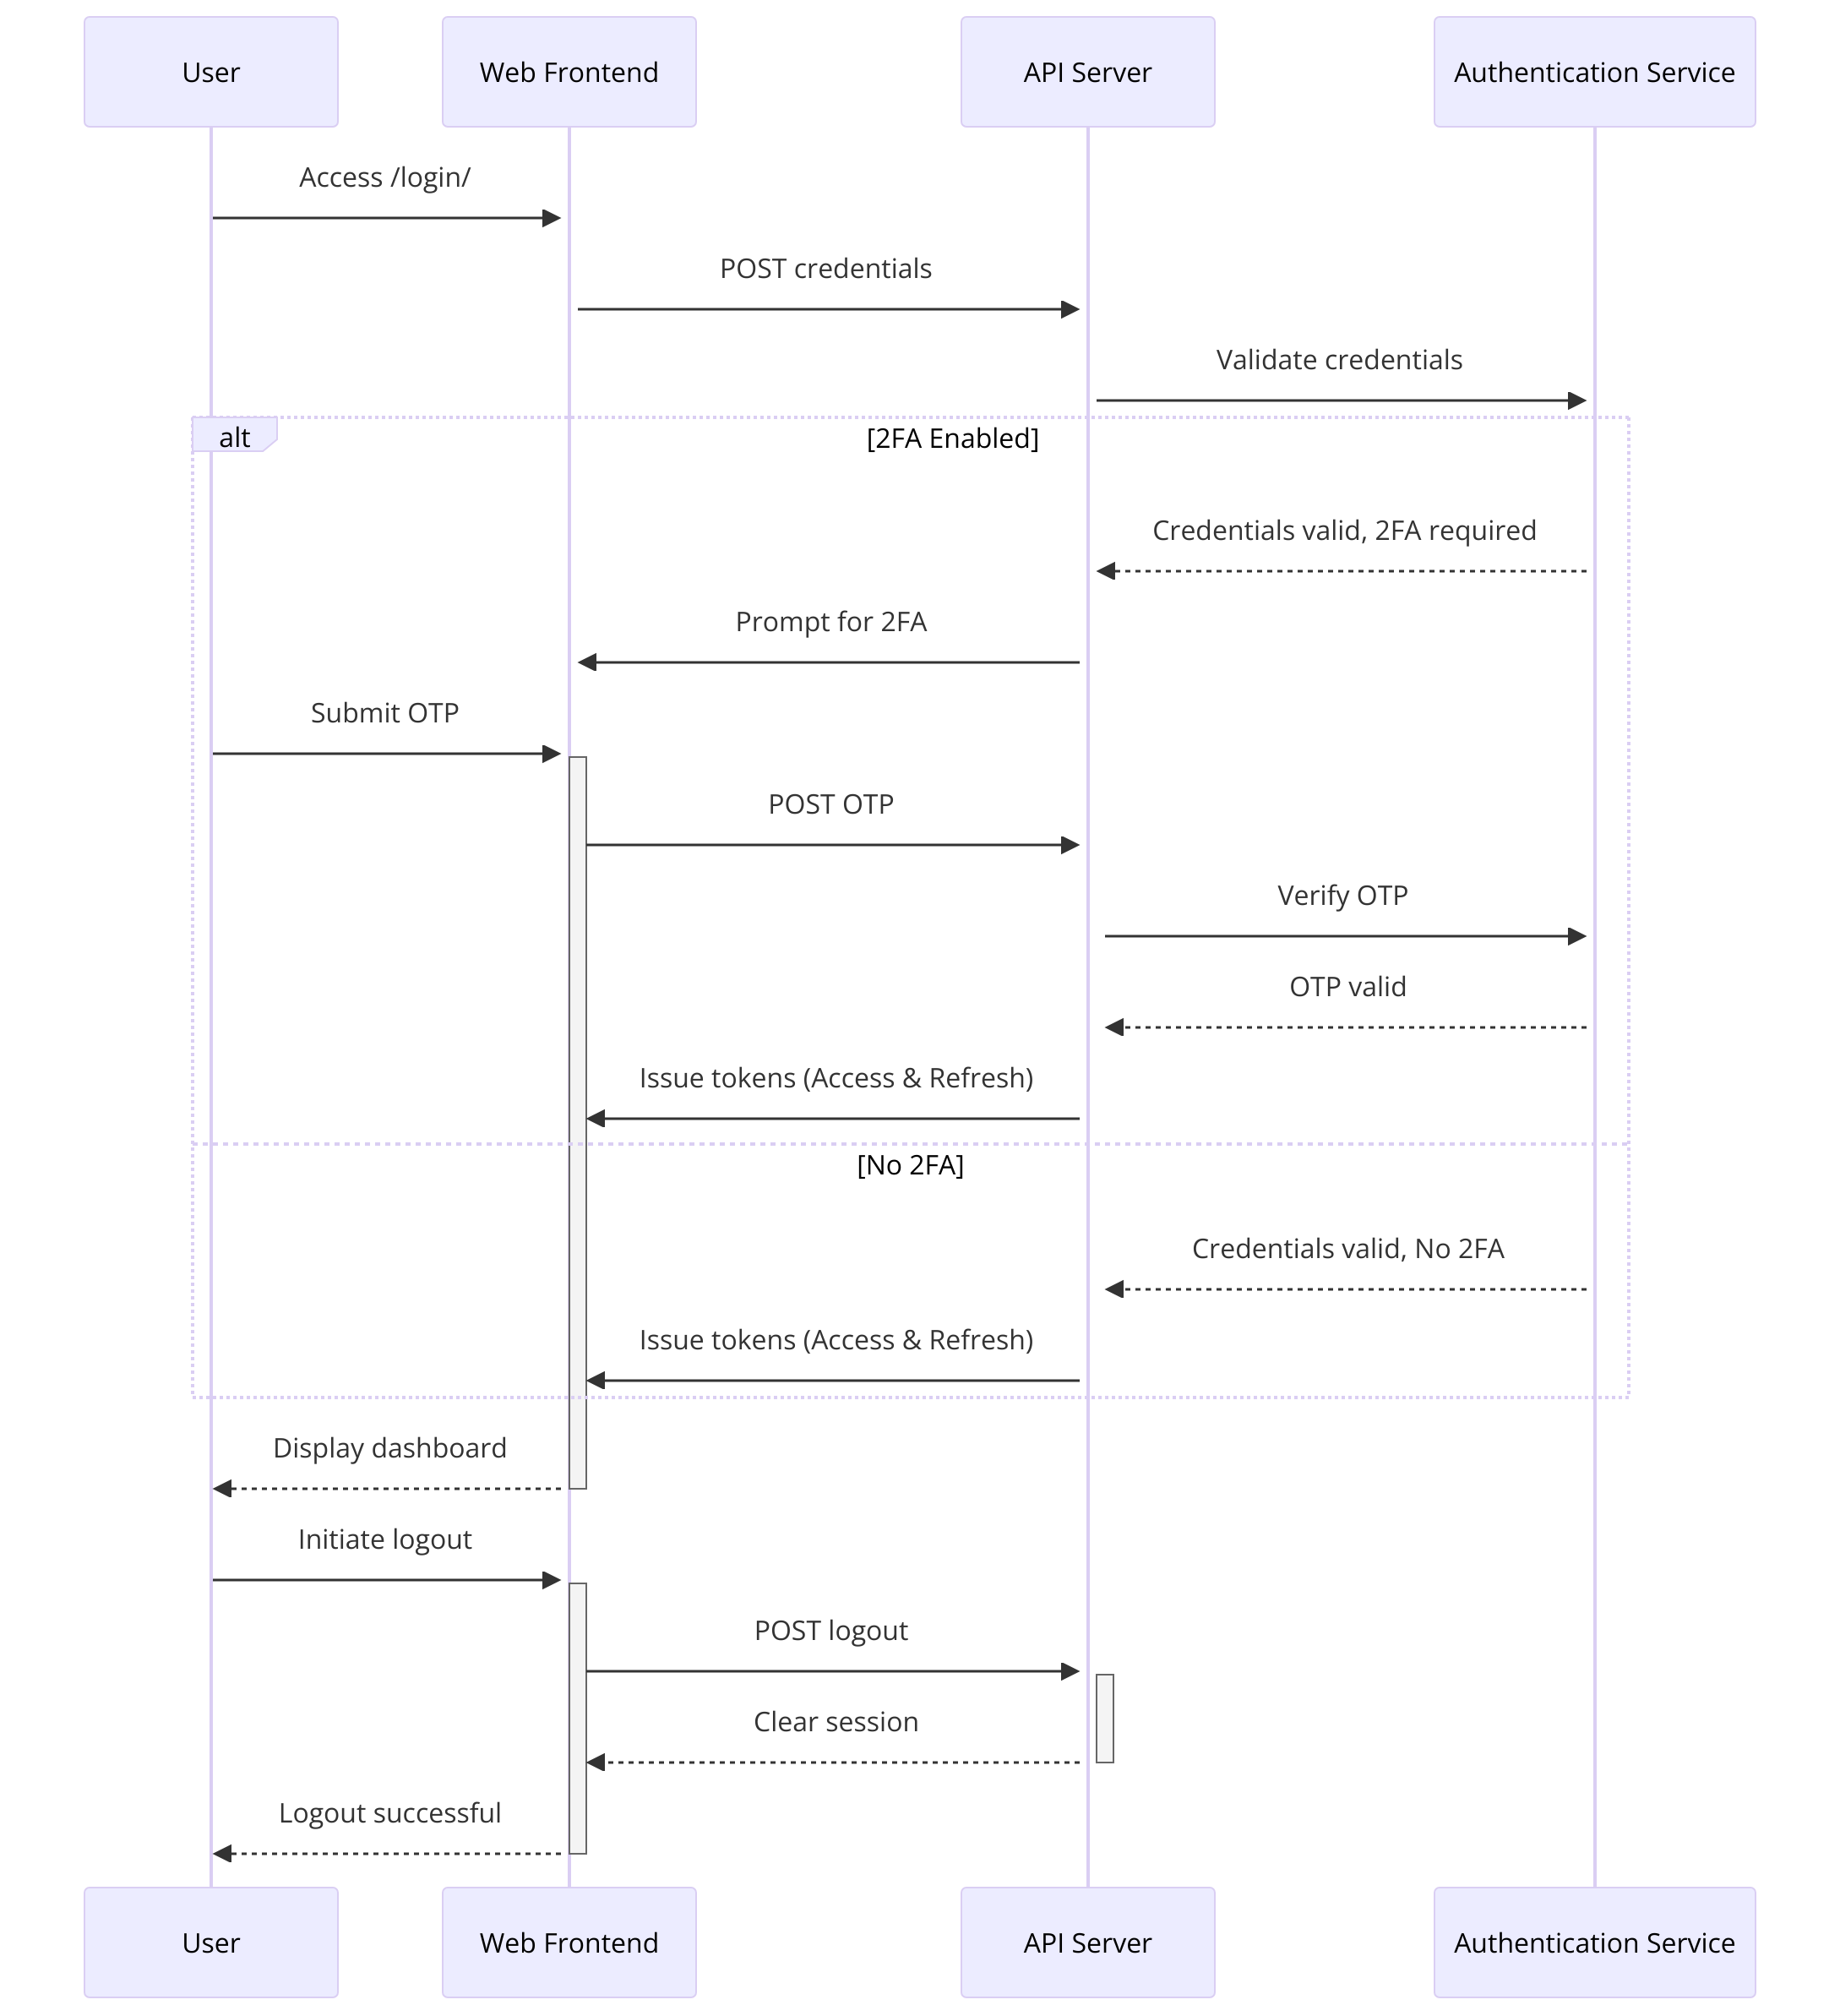 User
Web Frontend
API Server
Authentication Service
Access /login/
POST credentials
Validate credentials
alt
[2FA Enabled]
Credentials valid, 2FA required
Prompt for 2FA
Submit OTP
POST OTP
Verify OTP
OTP valid
Issue tokens (Access & Refresh)
[No 2FA]
Credentials valid, No 2FA
Issue tokens (Access & Refresh)
Display dashboard
Initiate logout
POST logout
Clear session
Logout successful
User
Web Frontend
API Server
Authentication Service